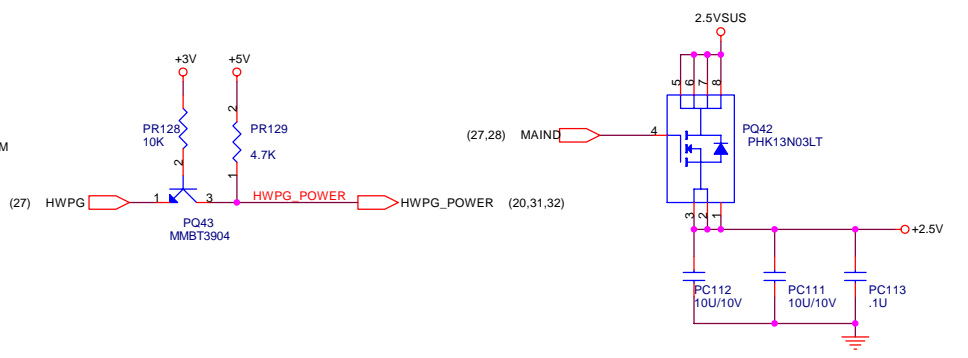 2.5VSUS
+3V
+5V
5
6
7
8
2
PR128
10K
PR129
4.7K
M
(27,28)
MAIND
4
PQ42
PHK13N03LT
2
1
(27)
HWPG
1
3
HWPG_POWER
HWPG_POWER
(20,31,32)
PQ43
MMBT3904
3
2
1
+2.5V
PC112
10U/10V
PC111
10U/10V
PC113
.1U